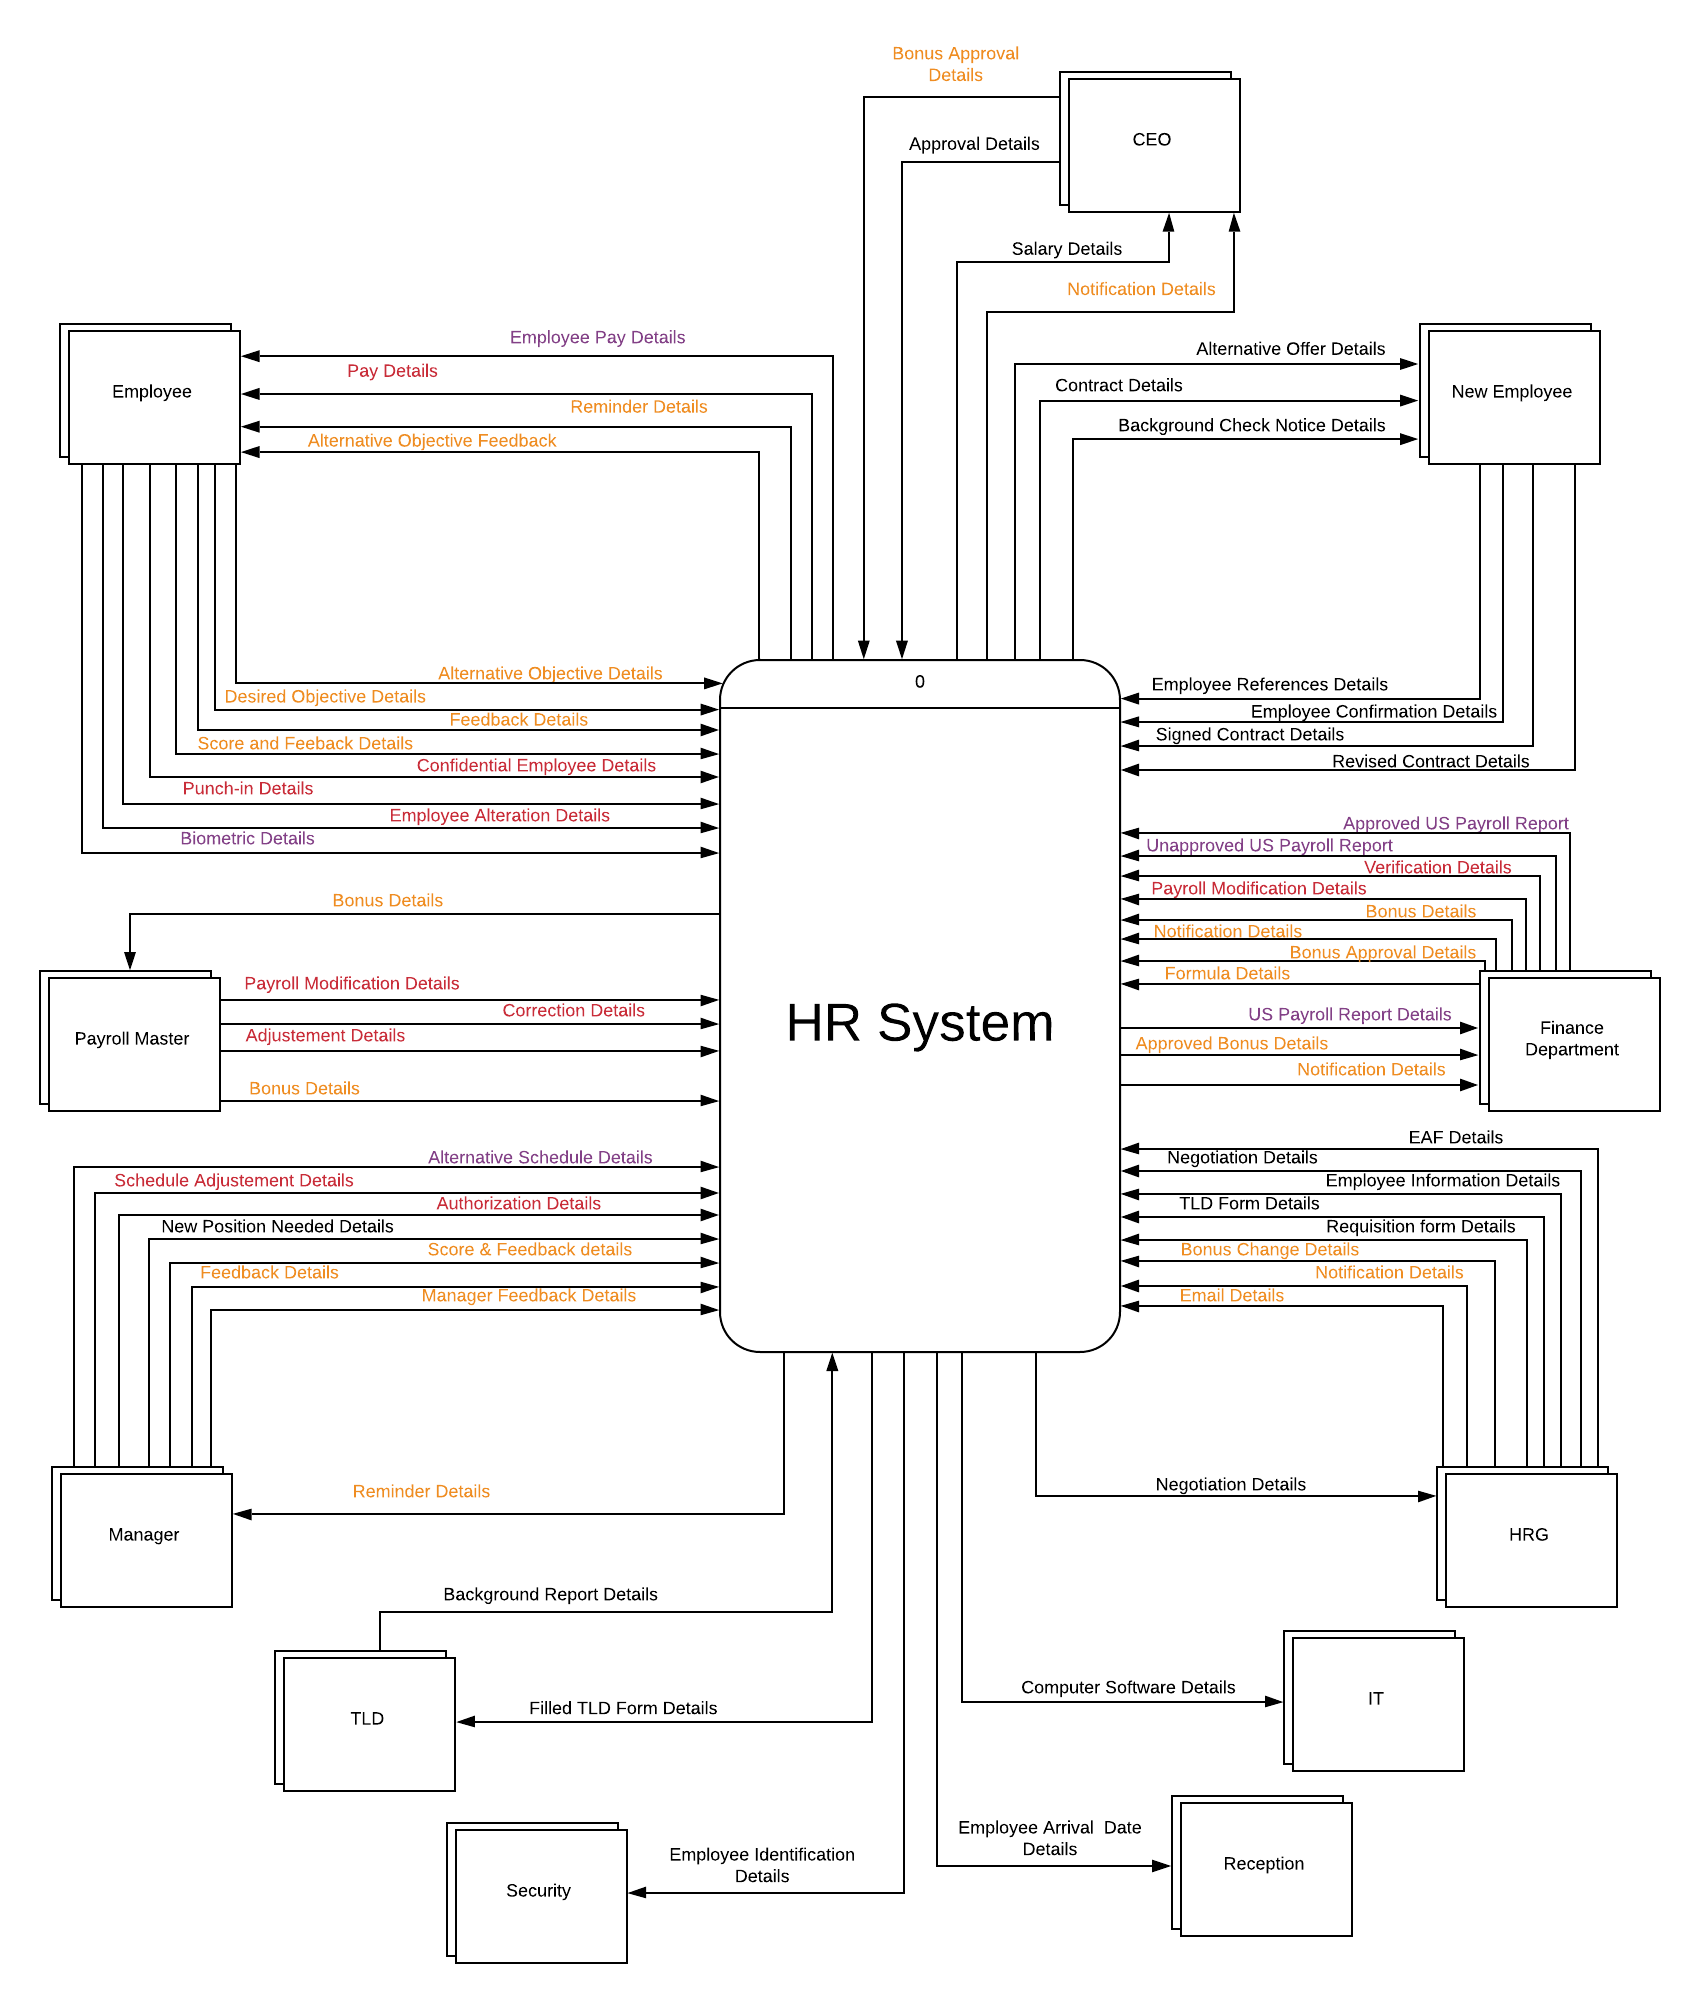 Bonus Approval
Details
CEO
Approval Details
Salary Details
Notification Details
Employee Pay Details
Pay Details
Reminder Details
Alternative Objective Feedback
Employee
Alternative Offer Details
Contract Details
Background Check Notice Details
New Employee
Alternative Objective Details
Desired Objective Details
Feedback Details
Score and Feeback Details
Confidential Employee Details
Punch-in Details
Employee Alteration Details
Biometric Details
0
HR System
Employee References Details
Employee Confirmation Details
Signed Contract Details
Revised Contract Details
Approved US Payroll Report
Unapproved US Payroll Report
Verification Details
Payroll Modification Details
Bonus Details
Notification Details
Bonus Approval Details
Formula Details
US Payroll Report Details
Approved Bonus Details
Notification Details
Finance
Department
Bonus Details
Payroll Modification Details
Correction Details
Adjustement Details
Bonus Details
Payroll Master
Alternative Schedule Details
Schedule Adjustement Details
Authorization Details
New Position Needed Details
Score & Feedback details
Feedback Details
Manager Feedback Details
EAF Details
Negotiation Details
Employee Information Details
TLD Form Details
Requisition form Details
Bonus Change Details
Notification Details
Email Details
Reminder Details
Manager
Negotiation Details
HRG
Background Report Details
TLD
Filled TLD Form Details
Computer Software Details
IT
Employee Identification
Details
Security
Employee Arrival  Date
Details
Reception